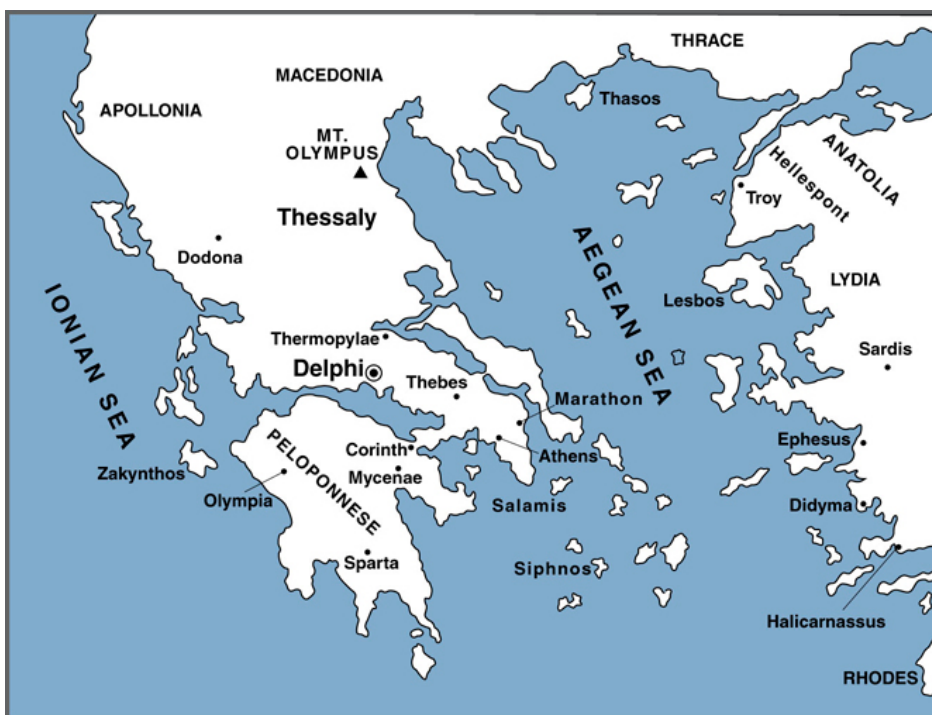 THRACE
MACEDONIA
Thasos
APOLLONIA
MT.
OLYMPUS
ANATOLIA
Hellespont
Troy
Thessaly
Dodona
AEGEAN SEA
LYDIA
Lesbos
IONIAN SEA
Thermopylae
Sardis
Delphi
Thebes
Marathon
PELOPONNESE
Corinth
Athens
Ephesus
Zakynthos
Mycenae
Olympia
Salamis
Didyma
Sparta
Siphnos
Halicarnassus
RHODES